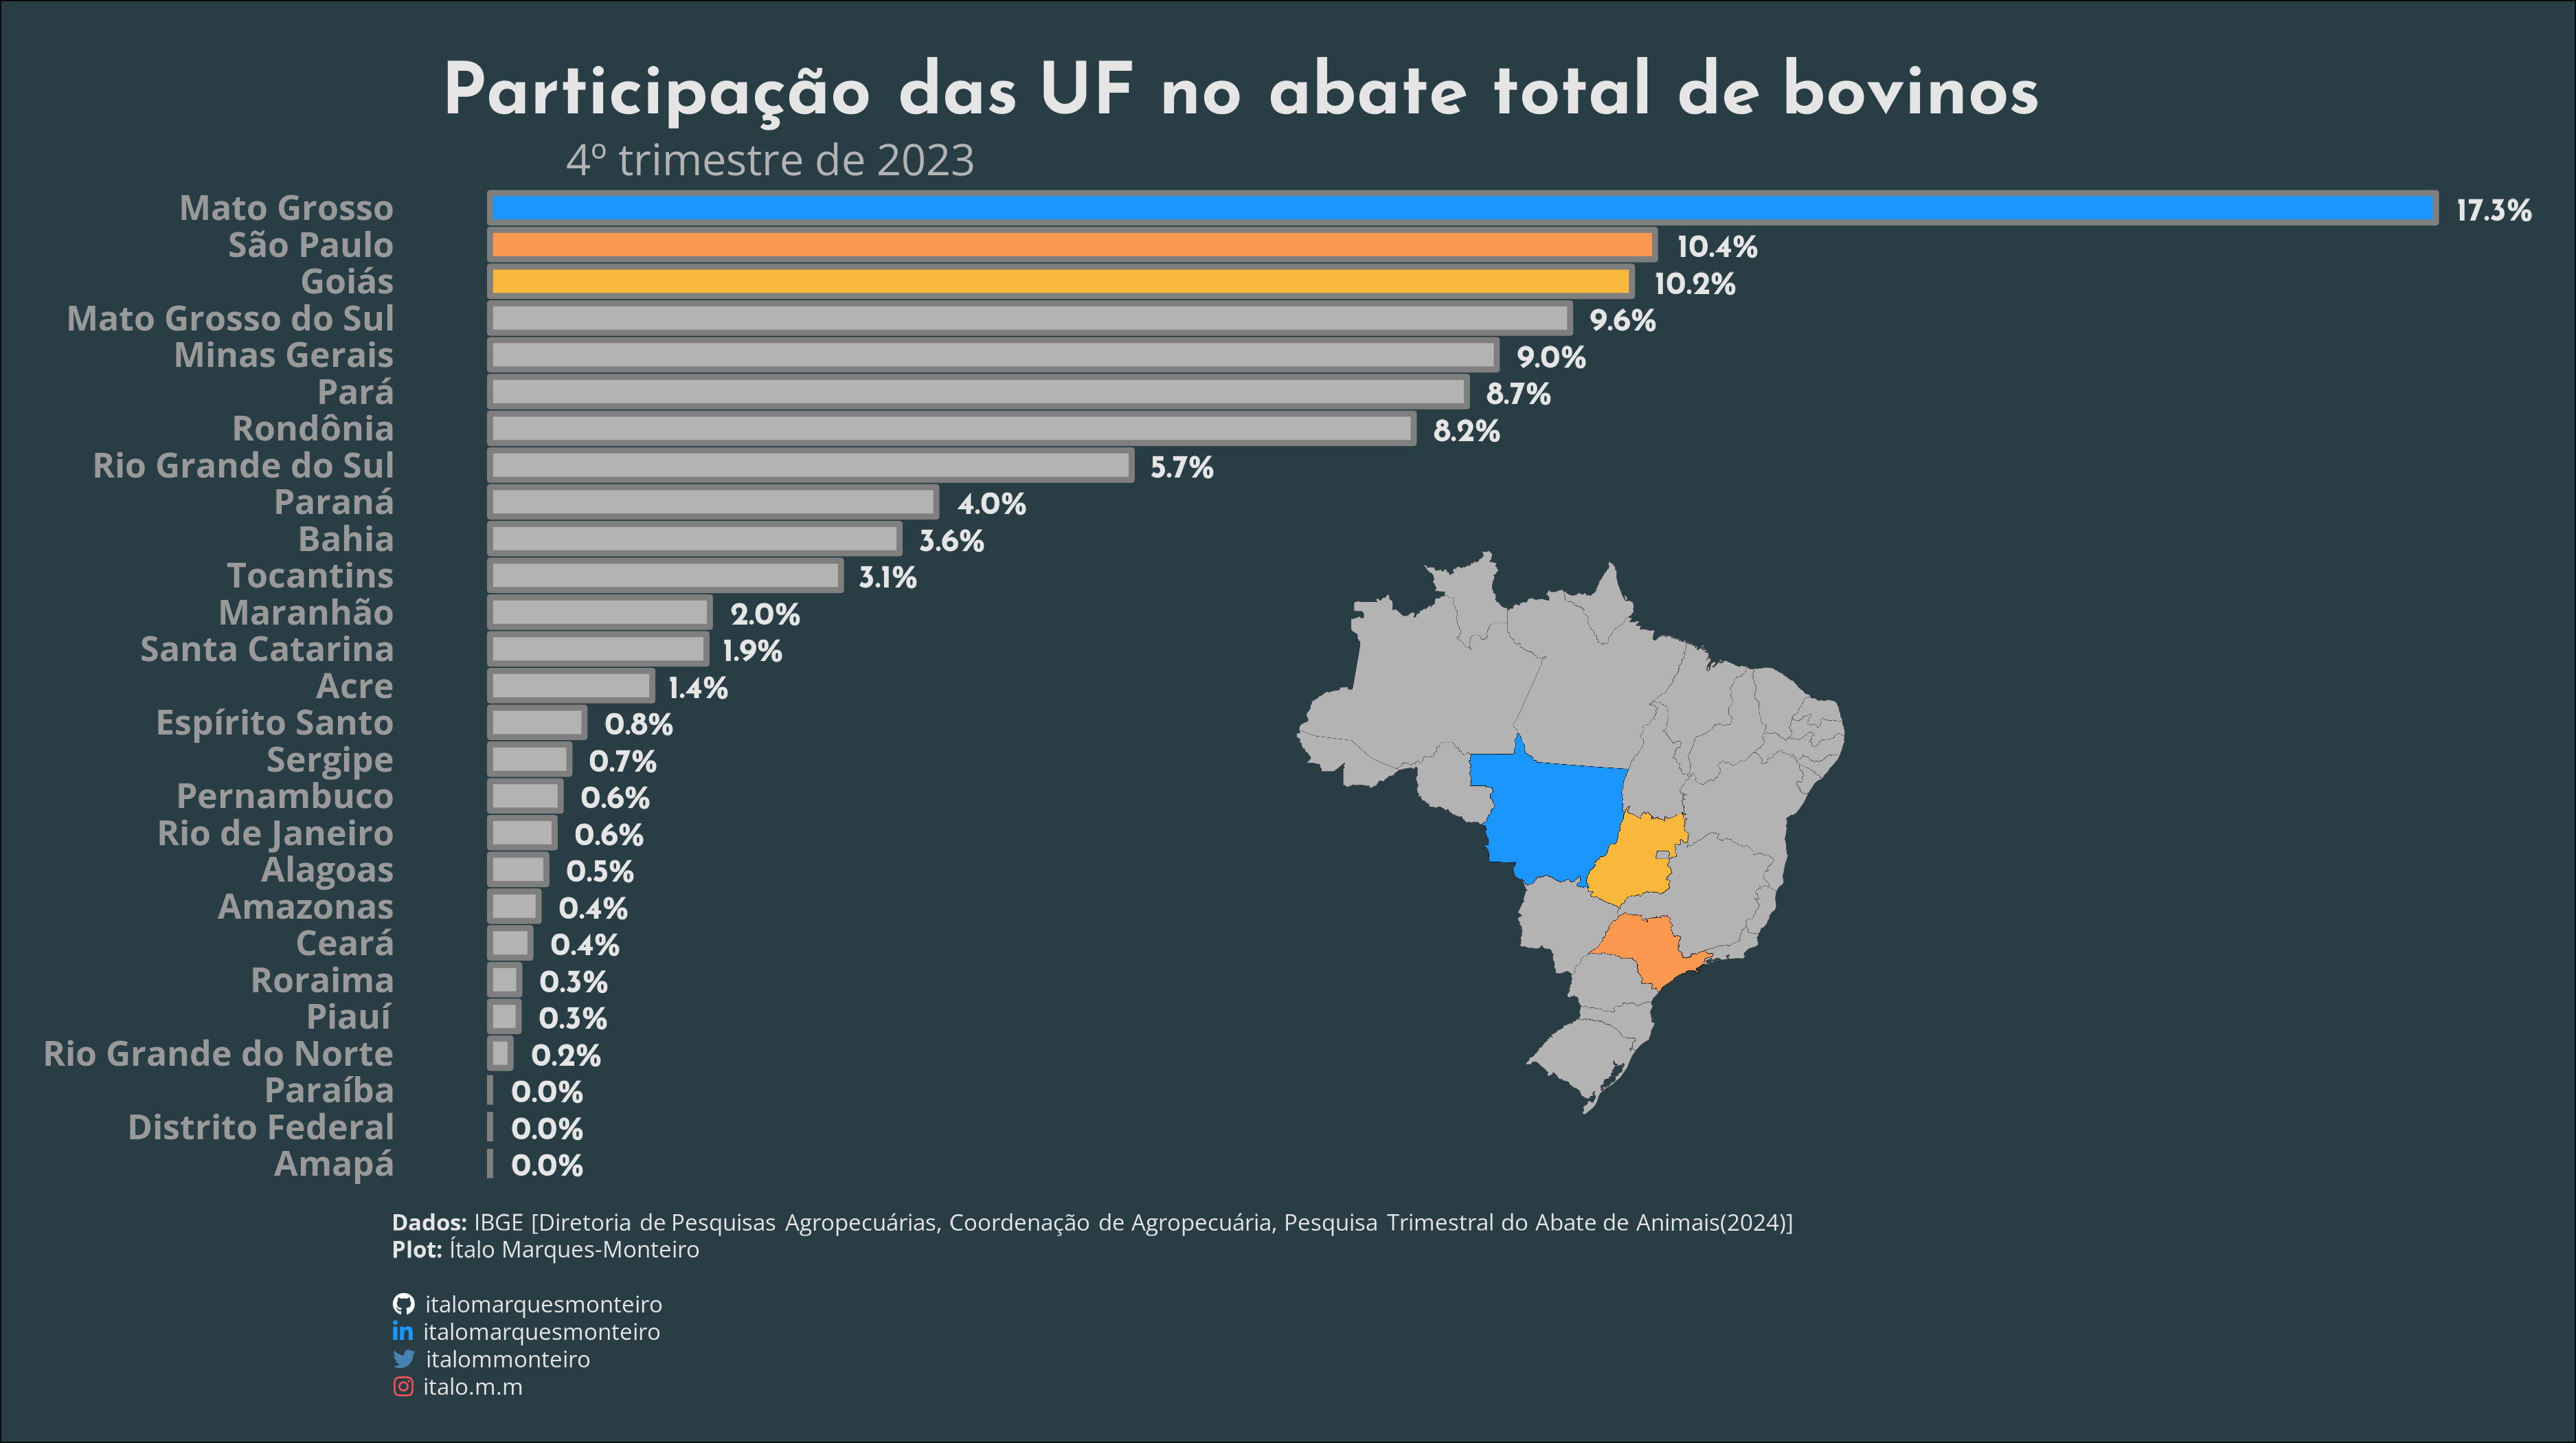 Participação das UF no abate total de bovinos
4º trimestre de 2023
Mato Grosso 17.3%
São Paulo 10.4%
Goiás 10.2%
Mato Grosso do Sul 9.6%
Minas Gerais 9.0%
Pará 8.7%
Rondônia 8.2%
Rio Grande do Sul 5.7%
Paraná 4.0%
Bahia 3.6%
Tocantins 3.1%
Maranhão 2.0%
Santa Catarina 1.9%
Acre 1.4%
Espírito Santo 0.8%
Sergipe 0.7%
Pernambuco 0.6%
Rio de Janeiro 0.6%
Alagoas 0.5%
Amazonas 0.4%
Ceará 0.4%
Roraima 0.3%
Piauí 0.3%
Rio Grande do Norte 0.2%
Paraíba 0.0%
Distrito Federal 0.0%
Amapá 0.0%
Dados: IBGE [Diretoria de Pesquisas Agropecuárias, Coordenação de Agropecuária, Pesquisa Trimestral do Abate de Animais(2024)]
Plot: Ítalo Marques-Monteiro
italomarquesmonteiro
in italomarquesmonteiro
italommonteiro
italo.m.m